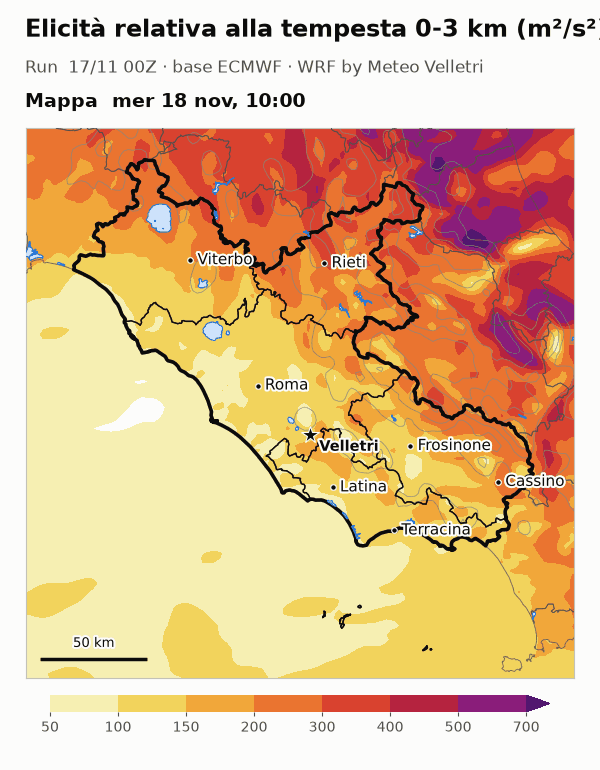 Elicità relativa alla tempesta 0-3 km (m²/s²)
Run  17/11 00Z · base ECMWF · WRF by Meteo Velletri
Mappa  mer 18 nov, 10:00
Viterbo
Rieti
Roma
Velletri
Frosinone
Cassino
Latina
Terracina
50 km
50 100 150 200 300 400 500 700